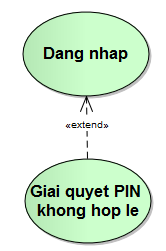 Dang nhap
«extend»
Giai quyet PIN
khong hop le